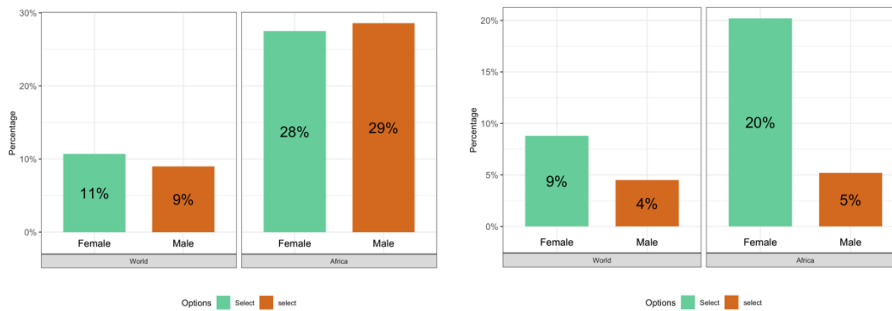 30%
20%
10%
0%
Percentage
11%
9%
28%
29%
Female
Male
Female
Male
World
Africa
Options
Select
select
20%
15%
10%
5%
0%
Percentage
9%
4%
20%
5%
Female
Male
Female
Male
World
Africa
Options
Select
select